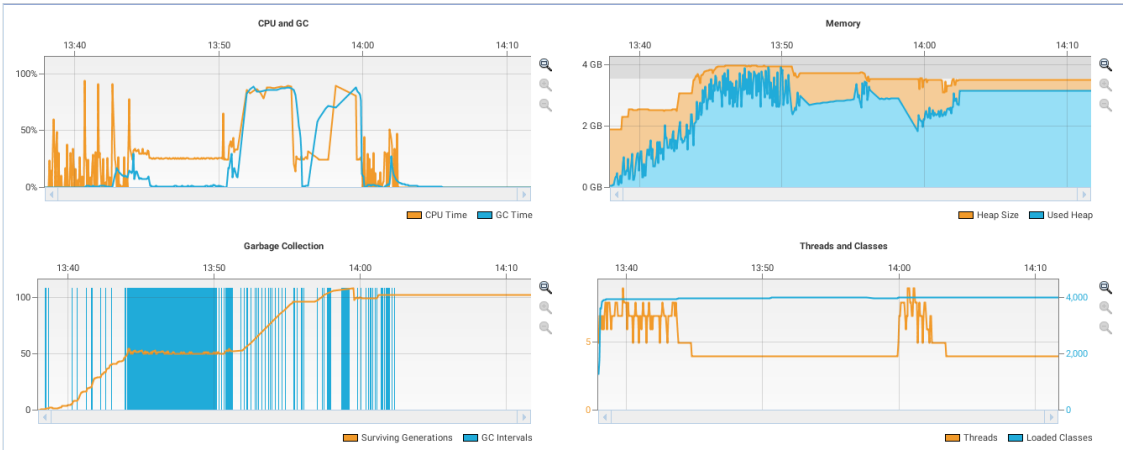 CPU and GC
13:40 13:50 14:00 14:10
100%
50%
0%
CPU Time GC Time
Memory
13:40 13:50 14:00 14:10
4 GB
2 GB
0 GB
Heap Size Used Heap
Garbage Collection
13:40 13:50 14:00 14:10
100
50
0
Surviving Generations GC Intervals
Threads and Classes
13:40 13:50 14:00 14:10
4,000
5 2,000
0 0
Threads Loaded Classes